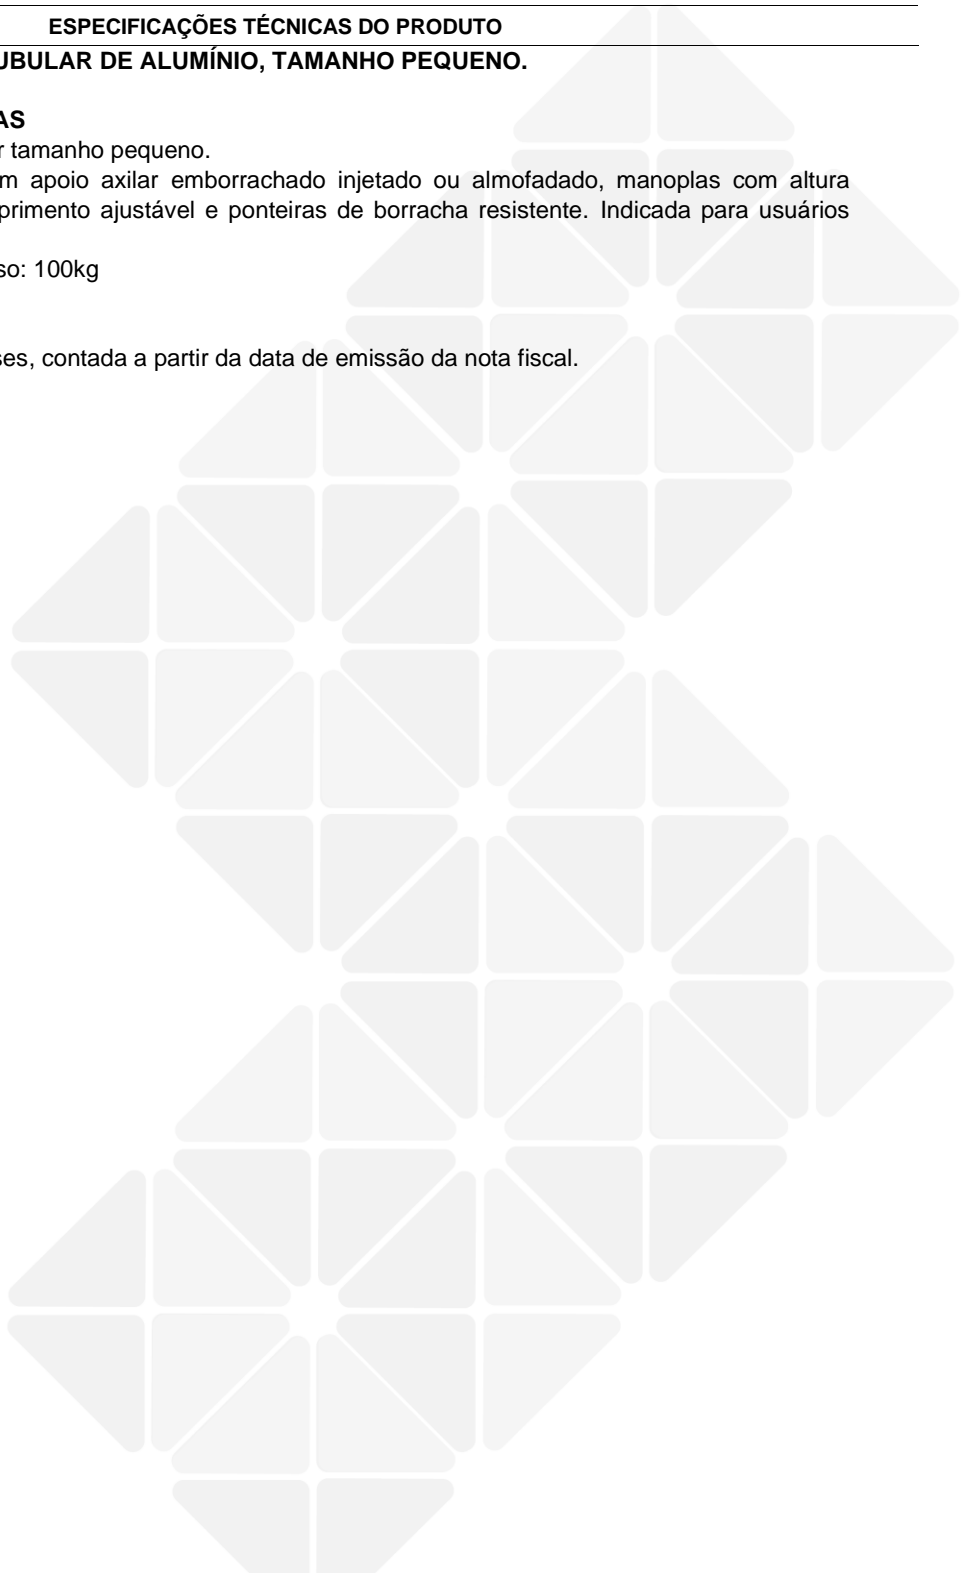 ESPECIFICAÇÕES TÉCNICAS DO PRODUTO
UBULAR DE ALUMÍNIO, TAMANHO PEQUENO.
AS
r tamanho pequeno.
m apoio axilar emborrachado injetado ou almofadado, manoplas com altura
primento ajustável e ponteiras de borracha resistente. Indicada para usuários
so: 100kg
ses, contada a partir da data de emissão da nota fiscal.